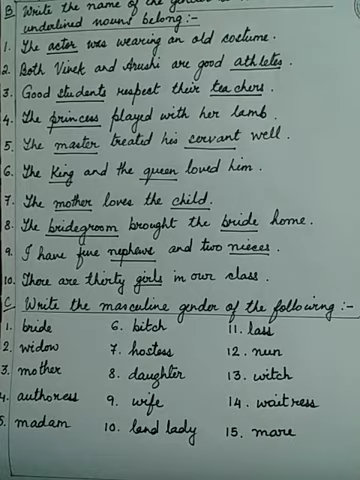 B) Write the name of the gender
underlined nouns belong:-
1. The actor was wearing an old costume.
2. Both Vivek and Arushi are good athletes.
3. Good students respect their teachers.
4. The princess played with her lamb.
5. The master treated his servant well.
6. The King and the queen loved him.
7. The mother loves the child.
8. The bridegroom brought the bride home.
9. I have five nephews and two nieces.
10. There are thirty girls in our class.
C) Write the masculine gender of the following:-
1. bride 6. bitch 11. lass
2. widow 7. hostess 12. nun
3. mother 8. daughter 13. witch
4. authoress 9. wife 14. waitress
5. madam 10. land lady 15. mare